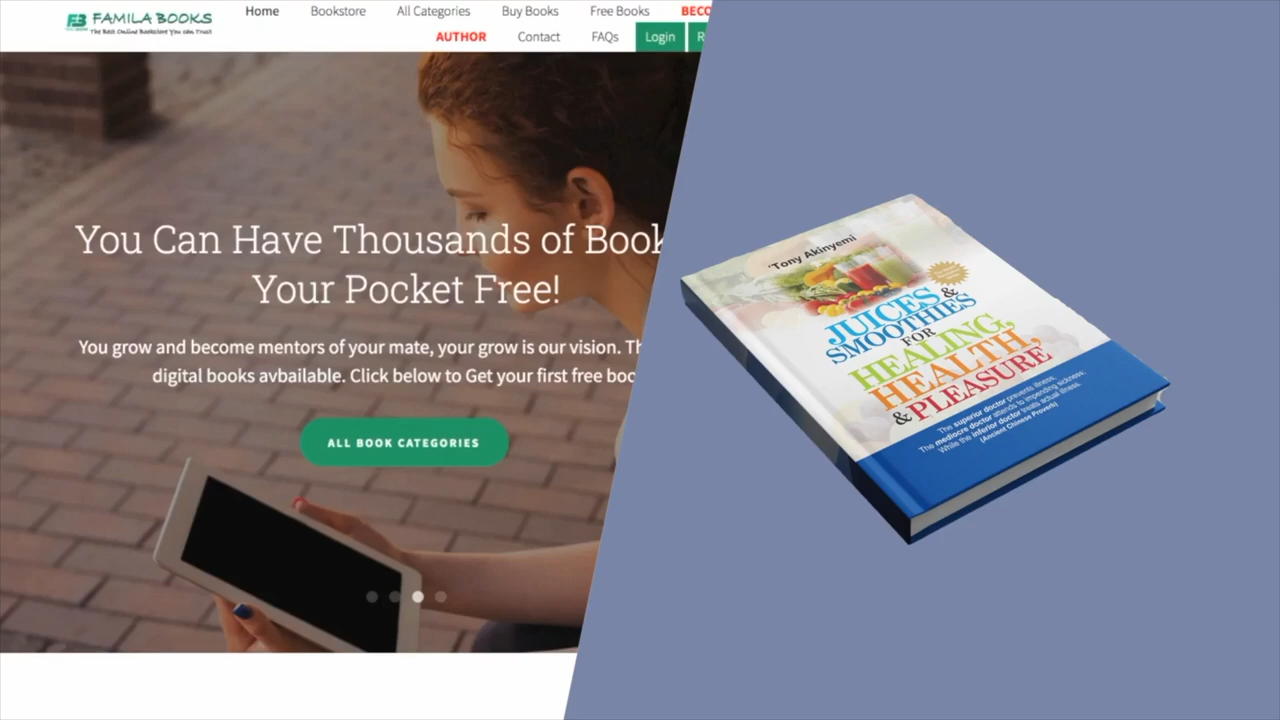 FAMILA BOOKS
The Best Online Bookstore You can Trust
Home Bookstore All Categories Buy Books Free Books BECO
AUTHOR Contact FAQs Login R
You Can Have Thousands of Book
Your Pocket Free!
You grow and become mentors of your mate, your grow is our vision. Th
digital books avbailable. Click below to Get your first free boo
ALL BOOK CATEGORIES
'Tony Akinyemi
JUICES &
SMOOTHIES
FOR
HEALING,
HEALTH,
& PLEASURE
The superior doctor prevents illness;
The mediocre doctor attends to impending sickness;
While the inferior doctor treats actual illness.
(Ancient Chinese Proverb)